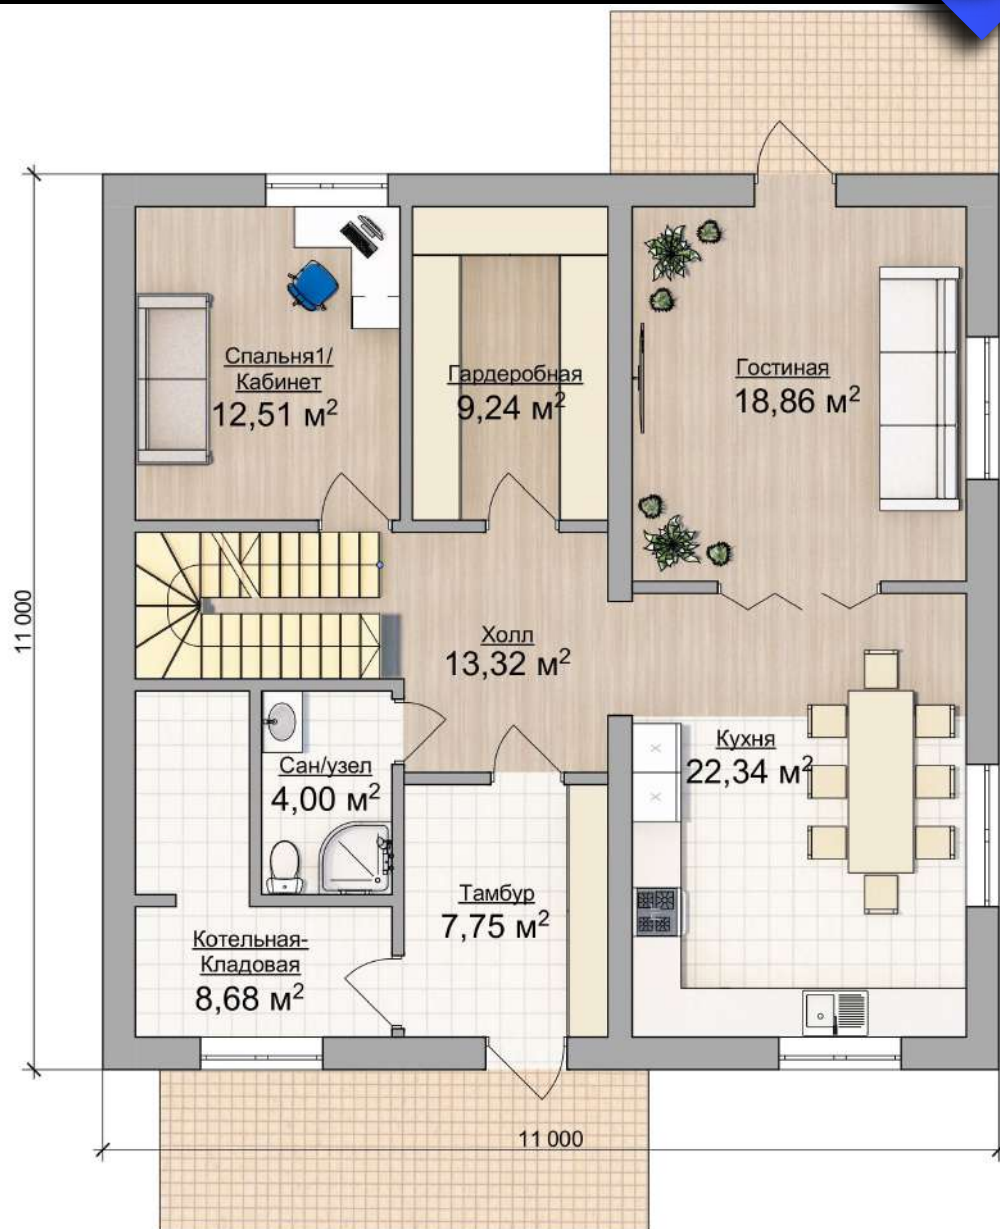 Спальня1/
Кабинет
12,51 м²
Гардеробная
9,24 м²
Гостиная
18,86 м²
11 000
Холл
13,32 м²
Сан/узел
4,00 м²
Кухня
22,34 м²
Тамбур
7,75 м²
Котельная-
Кладовая
8,68 м²
11 000